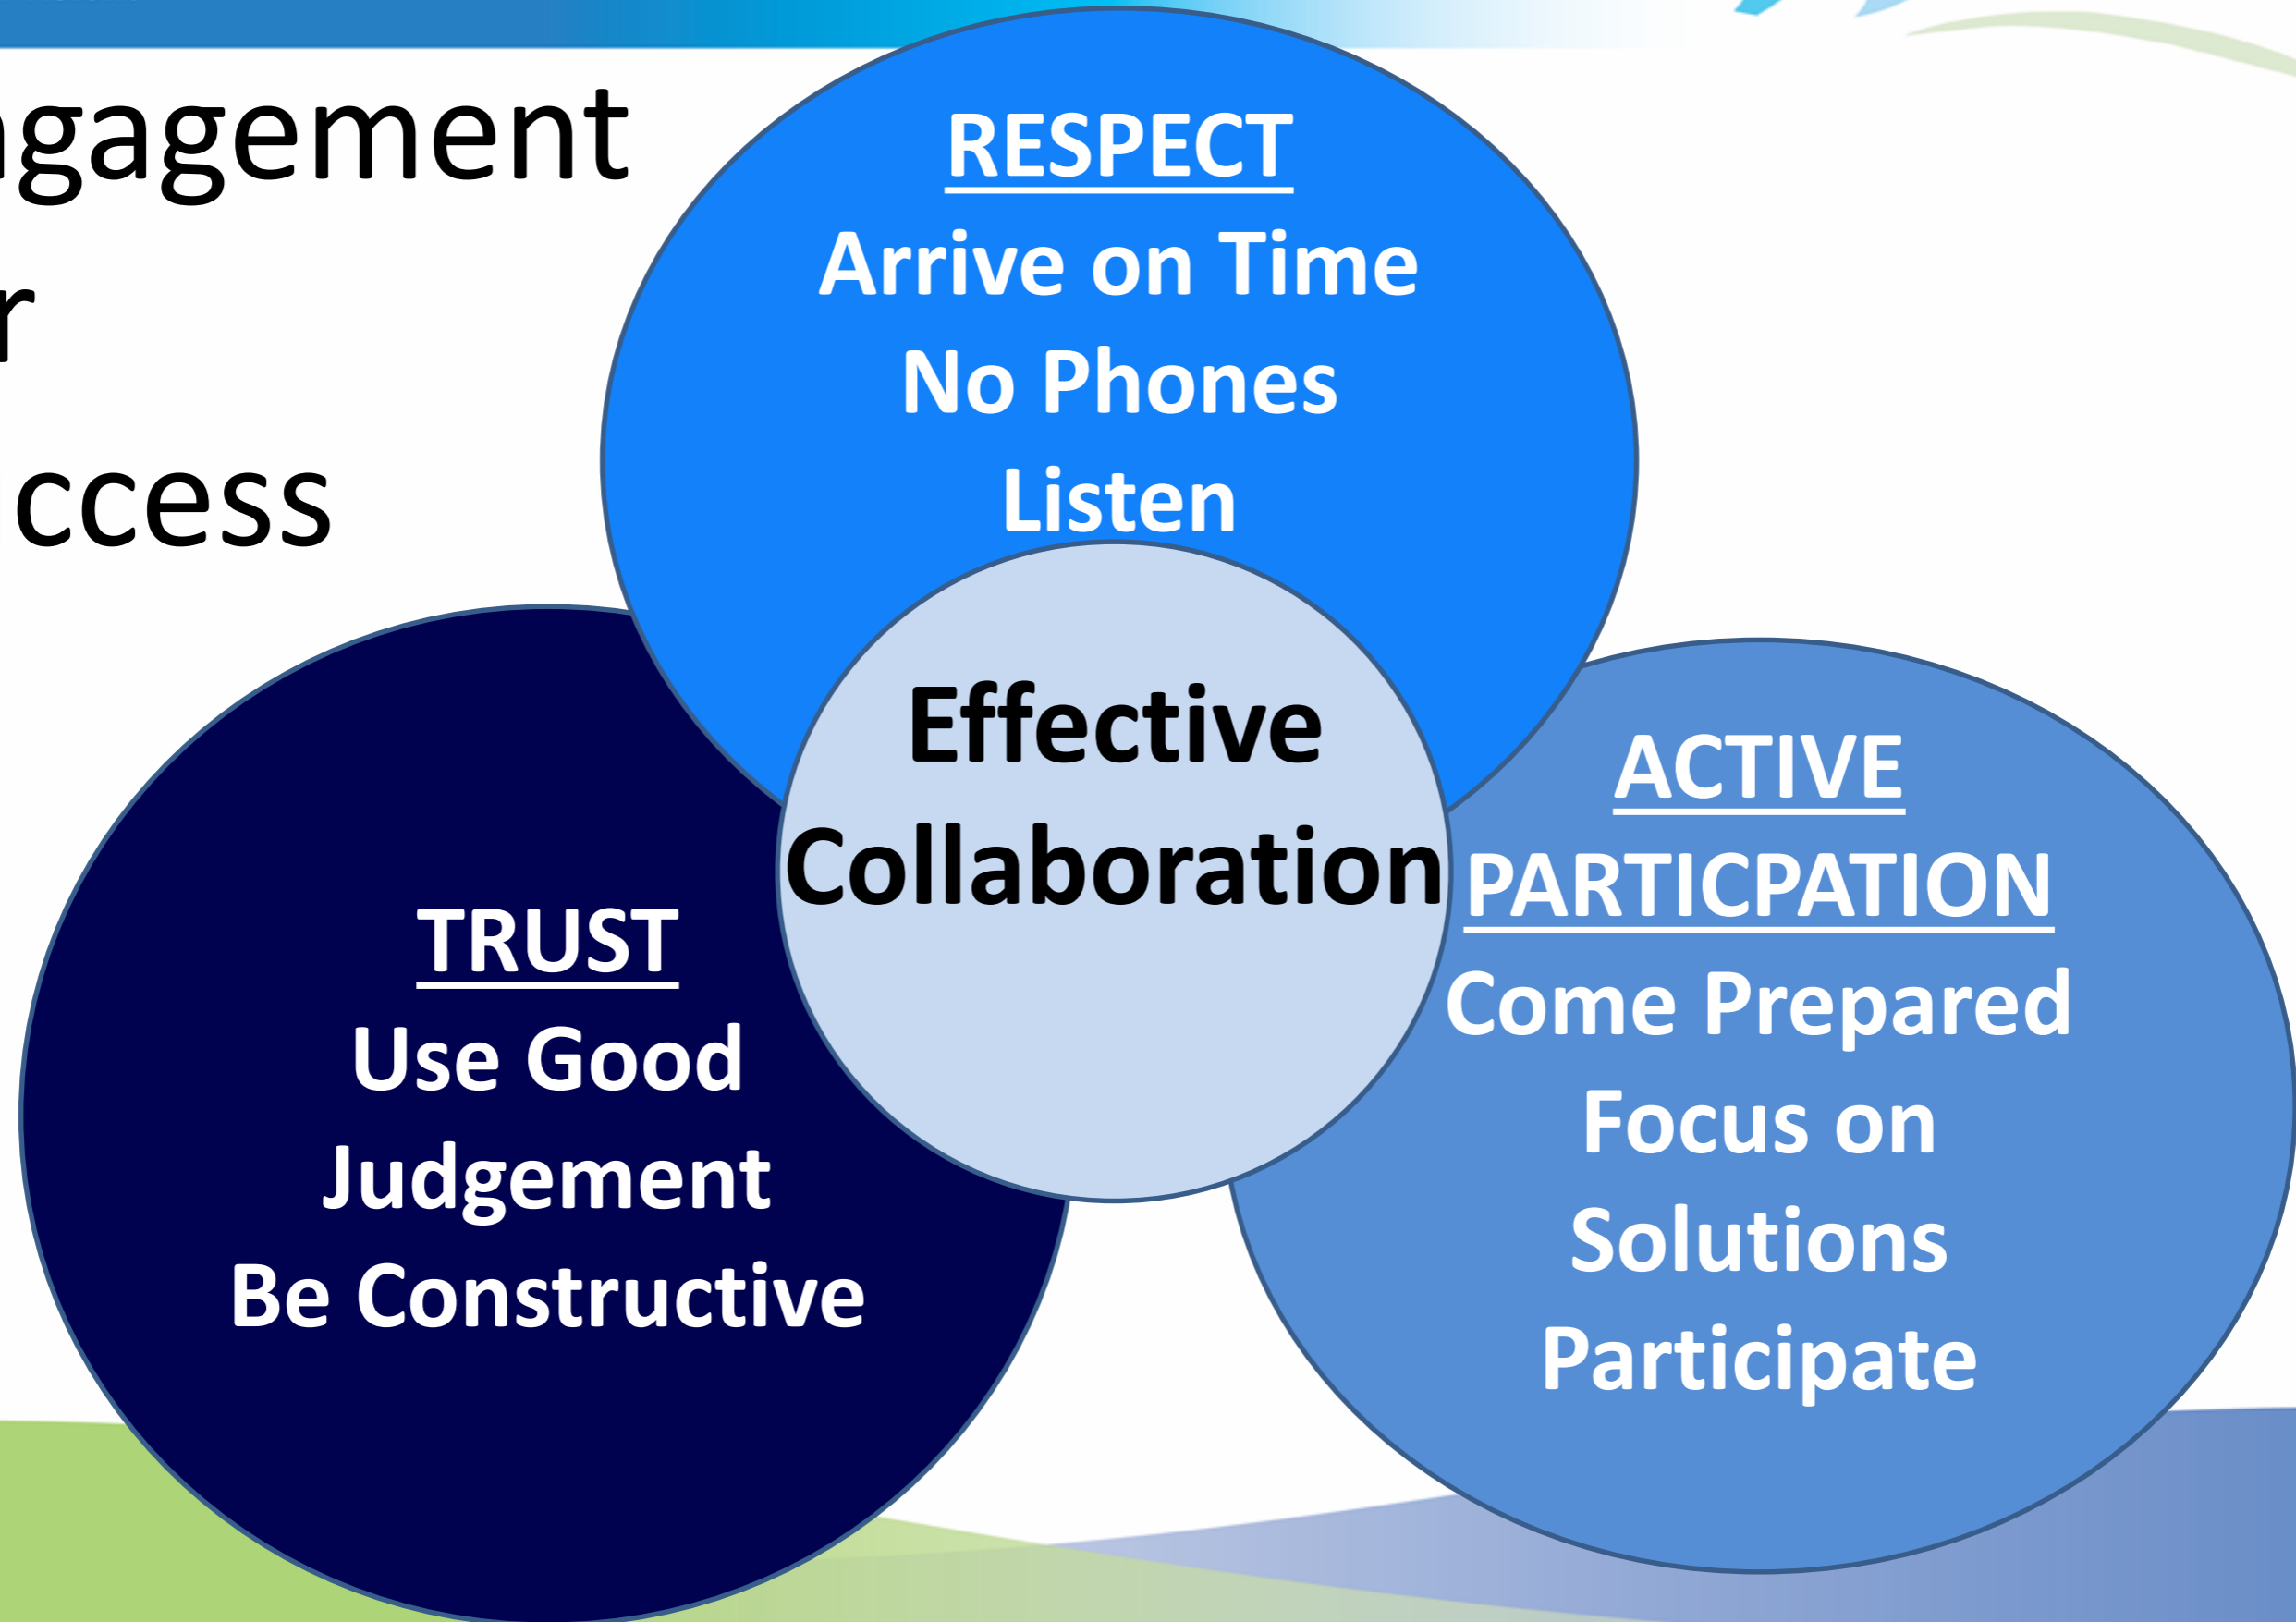 ngagement
r
ccess
RESPECT
Arrive on Time
No Phones
Listen
Effective
Collaboration
TRUST
Use Good
Judgement
Be Constructive
ACTIVE
PARTICPATION
Come Prepared
Focus on
Solutions
Participate